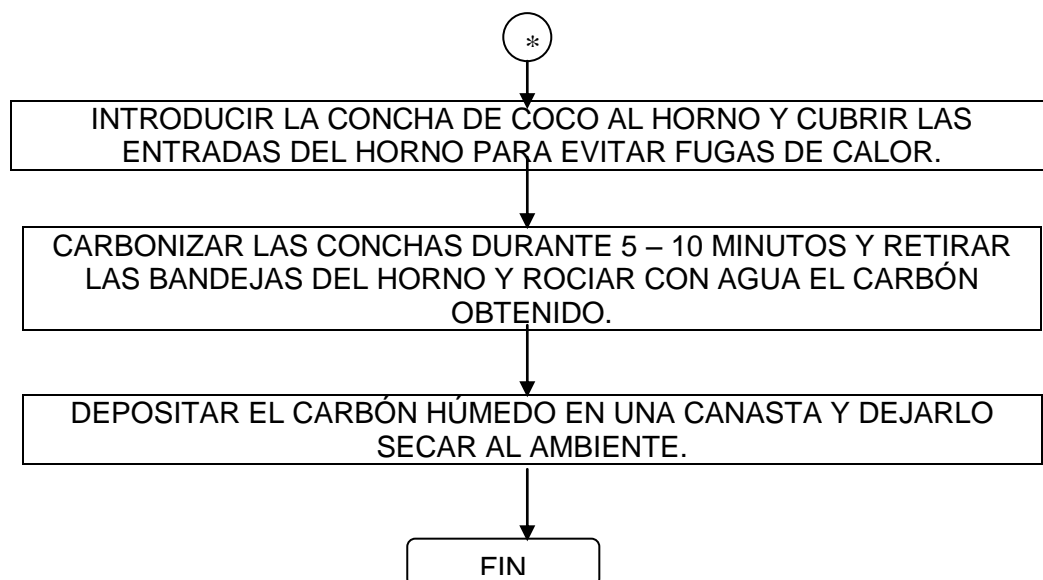 *
INTRODUCIR LA CONCHA DE COCO AL HORNO Y CUBRIR LAS
ENTRADAS DEL HORNO PARA EVITAR FUGAS DE CALOR.
CARBONIZAR LAS CONCHAS DURANTE 5 – 10 MINUTOS Y RETIRAR
LAS BANDEJAS DEL HORNO Y ROCIAR CON AGUA EL CARBÓN
OBTENIDO.
DEPOSITAR EL CARBÓN HÚMEDO EN UNA CANASTA Y DEJARLO
SECAR AL AMBIENTE.
FIN